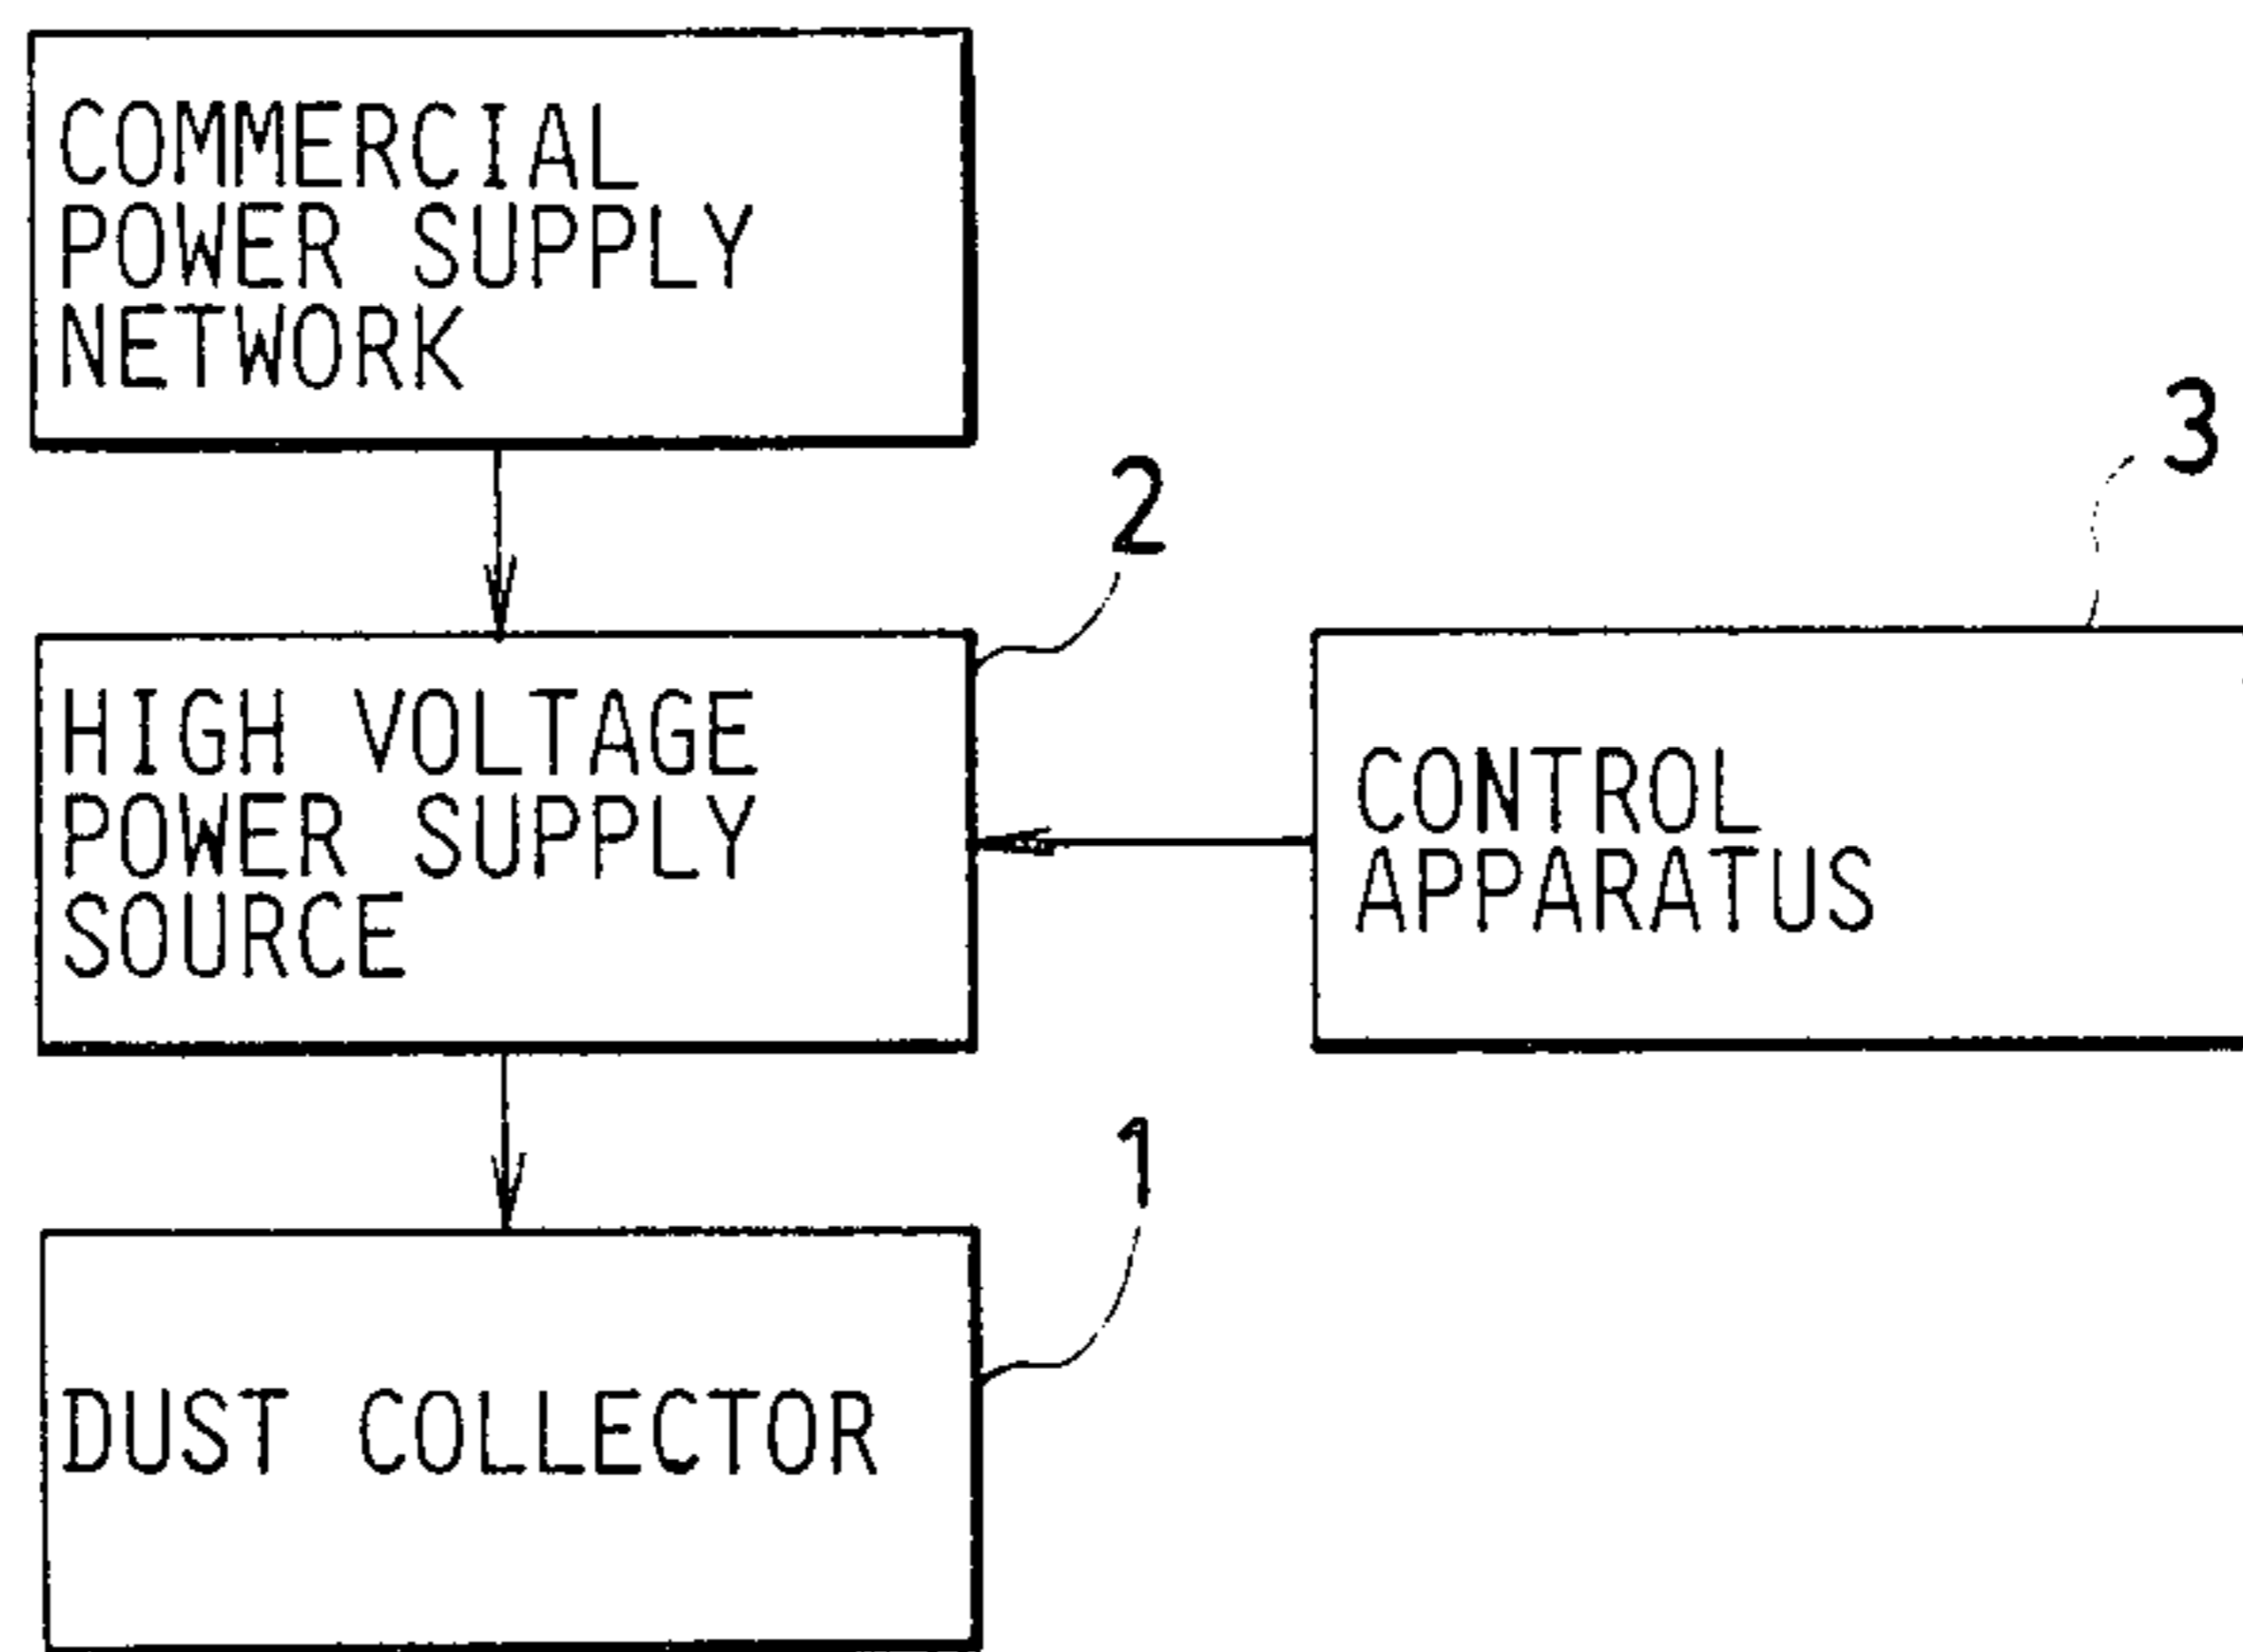 COMMERCIAL
POWER SUPPLY
NETWORK
3
2
HIGH VOLTAGE
POWER SUPPLY
SOURCE
CONTROL
APPARATUS
1
DUST COLLECTOR